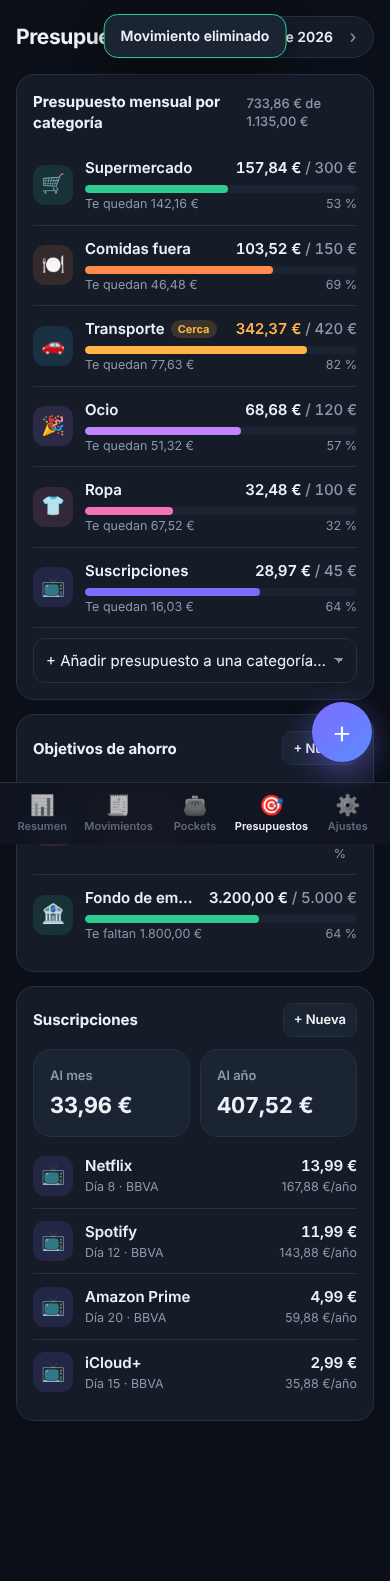 Presupue
Movimiento eliminado
e 2026 ›
Presupuesto mensual por
categoría
733,86 € de
1.135,00 €
Supermercado 157,84 € / 300 €
Te quedan 142,16 € 53 %
Comidas fuera 103,52 € / 150 €
Te quedan 46,48 € 69 %
Transporte Cerca 342,37 € / 420 €
Te quedan 77,63 € 82 %
Ocio 68,68 € / 120 €
Te quedan 51,32 € 57 %
Ropa 32,48 € / 100 €
Te quedan 67,52 € 32 %
Suscripciones 28,97 € / 45 €
Te quedan 16,03 € 64 %
+ Añadir presupuesto a una categoría...
Objetivos de ahorro + Nu
+
Resumen Movimientos Pockets Presupuestos Ajustes
%
Fondo de em... 3.200,00 € / 5.000 €
Te faltan 1.800,00 € 64 %
Suscripciones + Nueva
Al mes Al año
33,96 € 407,52 €
Netflix 13,99 €
Día 8 · BBVA 167,88 €/año
Spotify 11,99 €
Día 12 · BBVA 143,88 €/año
Amazon Prime 4,99 €
Día 20 · BBVA 59,88 €/año
iCloud+ 2,99 €
Día 15 · BBVA 35,88 €/año